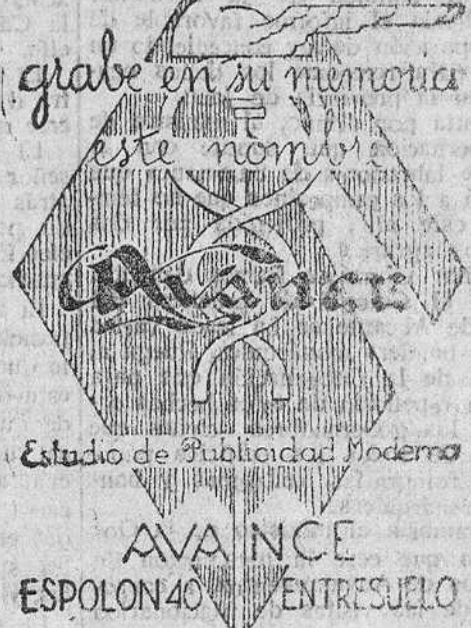 grabe en su memoria
este nombre
Avance
Estudio de Publicidad Moderna
AVANCE
ESPOLON 40 ENTRESUELO